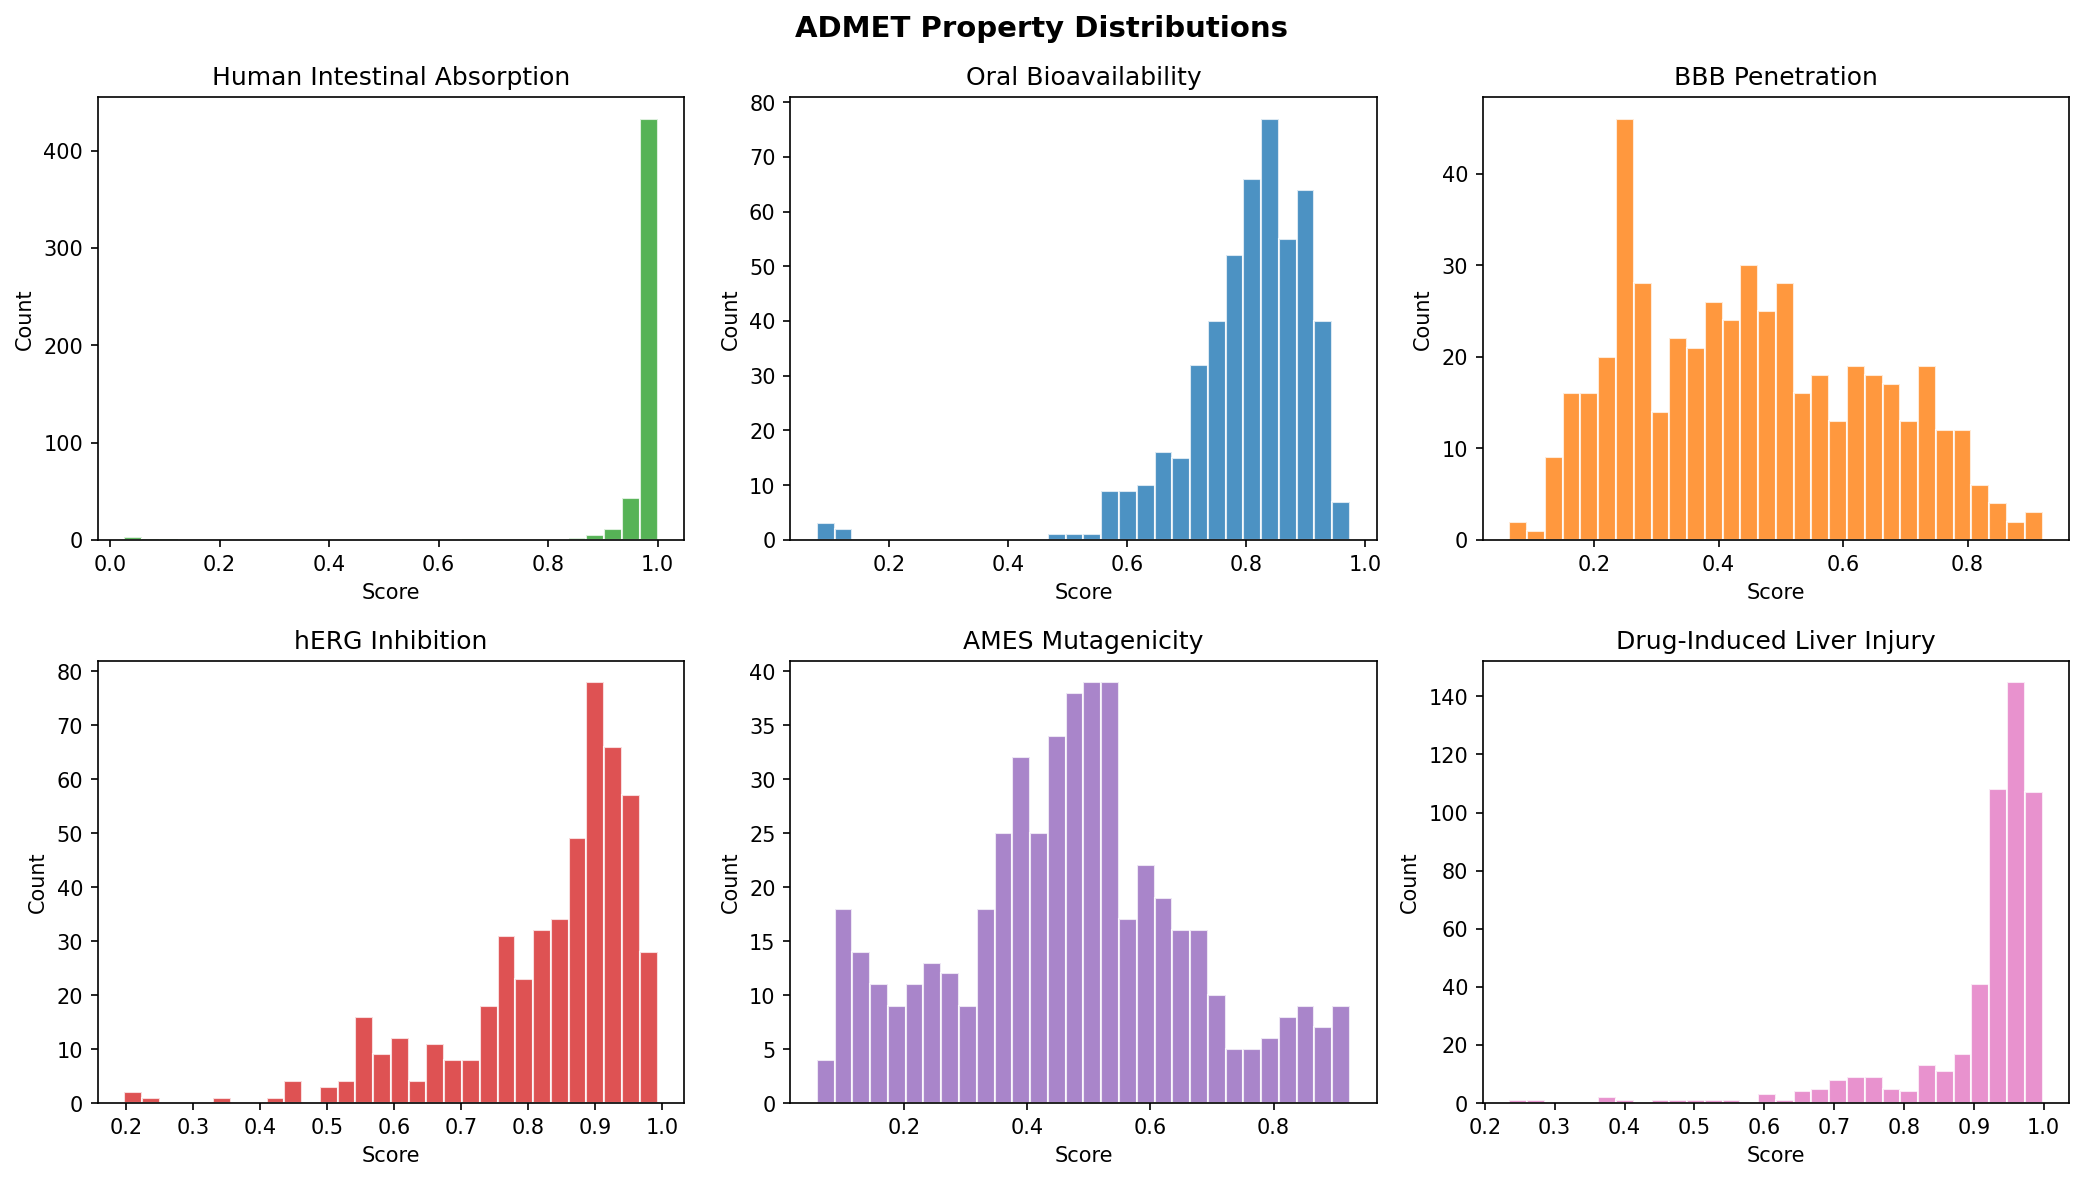 ADMET Property Distributions
Human Intestinal Absorption
Count
400
300
200
100
0
0.0 0.2 0.4 0.6 0.8 1.0
Score
Oral Bioavailability
Count
80
70
60
50
40
30
20
10
0
0.2 0.4 0.6 0.8 1.0
Score
BBB Penetration
Count
40
30
20
10
0
0.2 0.4 0.6 0.8
Score
hERG Inhibition
Count
80
70
60
50
40
30
20
10
0
0.2 0.3 0.4 0.5 0.6 0.7 0.8 0.9 1.0
Score
AMES Mutagenicity
Count
40
35
30
25
20
15
10
5
0
0.2 0.4 0.6 0.8
Score
Drug-Induced Liver Injury
Count
140
120
100
80
60
40
20
0
0.2 0.3 0.4 0.5 0.6 0.7 0.8 0.9 1.0
Score